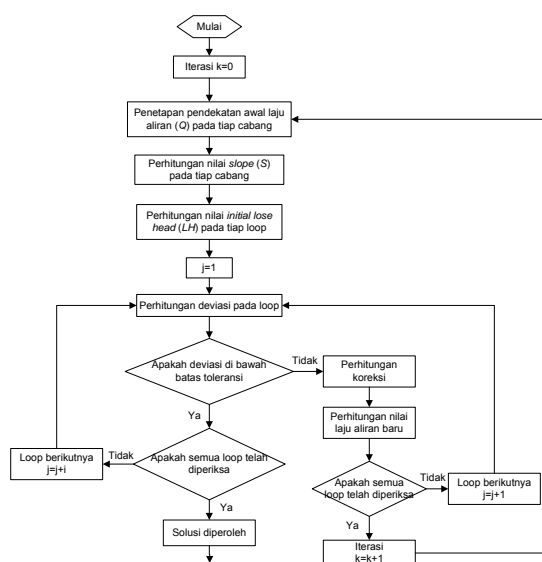 Mulai
Iterasi k=0
Penetapan pendekatan awal laju
aliran (Q) pada tiap cabang
Perhitungan nilai slope (S)
pada tiap cabang
Perhitungan nilai initial lose
head (LH) pada tiap loop
j=1
Perhitungan deviasi pada loop
Apakah deviasi di bawah
batas toleransi
Tidak
Perhitungan
koreksi
Perhitungan nilai
laju aliran baru
Ya
Apakah semua loop telah
diperiksa
Tidak
Loop berikutnya
j=j+i
Apakah semua
loop telah diperiksa
Tidak
Loop berikutnya
j=j+1
Ya
Solusi diperoleh
Ya
Iterasi
k=k+1